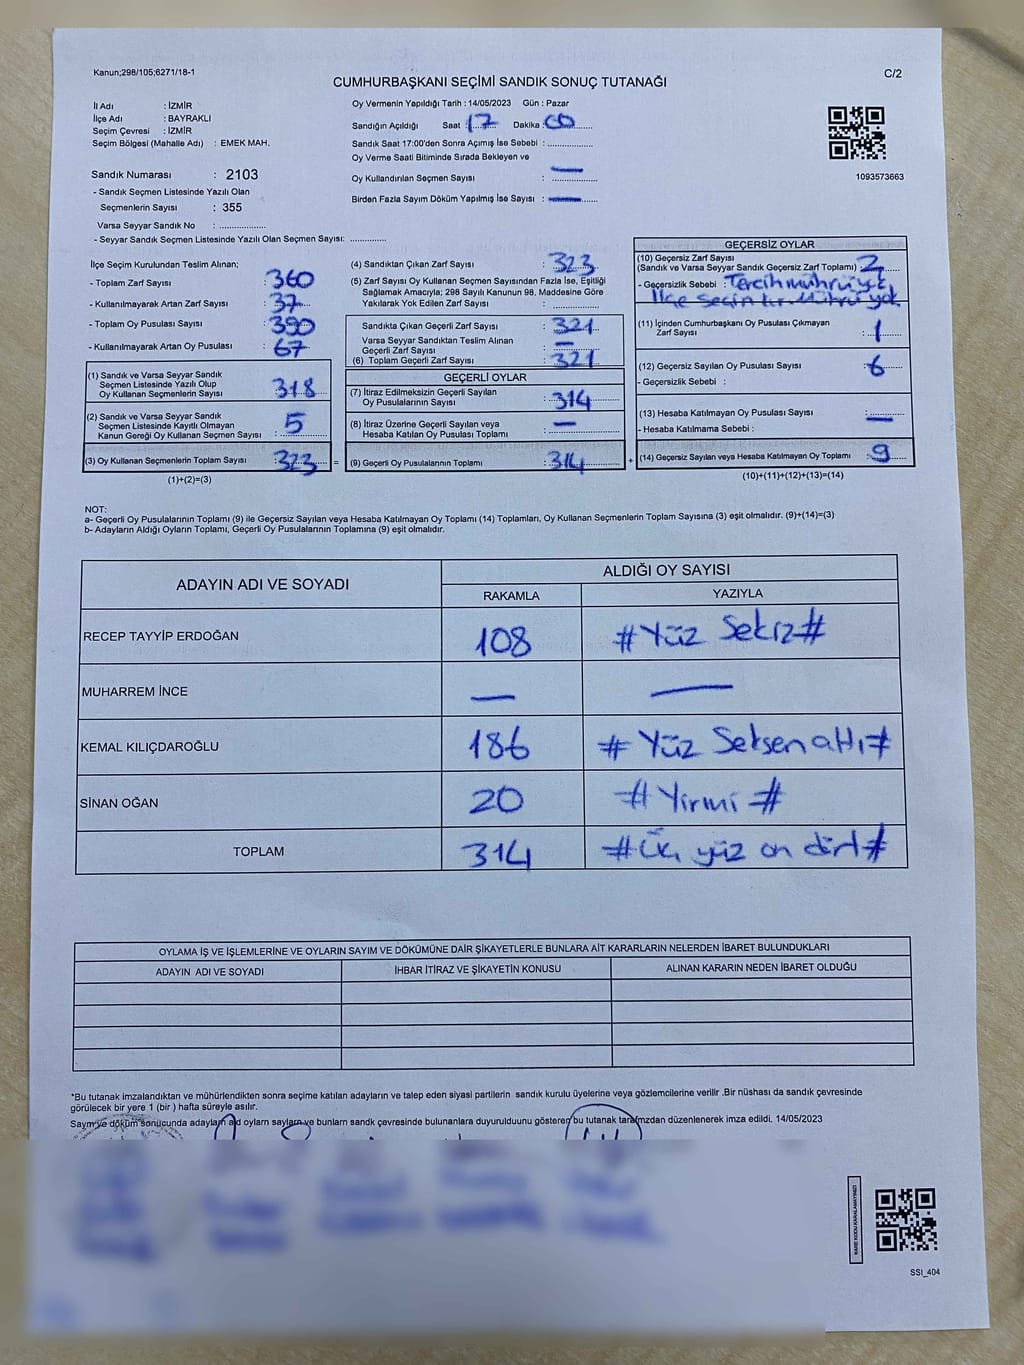 Kanun;298/105;6271/18-1
C/2
CUMHURBAŞKANI SEÇİMİ SANDIK SONUÇ TUTANAĞI
İl Adı : İZMİR
İlçe Adı : BAYRAKLI
Seçim Çevresi : İZMİR
Seçim Bölgesi (Mahalle Adı) : EMEK MAH.
Sandık Numarası : 2103
- Sandık Seçmen Listesinde Yazılı Olan
Seçmenlerin Sayısı : 355
Varsa Seyyar Sandık No : ..................
- Seyyar Sandık Seçmen Listesinde Yazılı Olan Seçmen Sayısı: .............
Oy Vermenin Yapıldığı Tarih : 14/05/2023 Gün : Pazar
Sandığın Açıldığı Saat : 17 Dakika : 00
Sandık Saat 17:00'den Sonra Açımış İse Sebebi : ...............
Oy Verme Saati Bitiminde Sırada Bekleyen ve
Oy Kullandırılan Seçmen Sayısı : —
Birden Fazla Sayım Döküm Yapılmış İse Sayısı : —
1093573663
İlçe Seçim Kurulundan Teslim Alınan;
- Toplam Zarf Sayısı : 360
- Kullanılmayarak Artan Zarf Sayısı : 37
- Toplam Oy Pusulası Sayısı : 390
- Kullanılmayarak Artan Oy Pusulası : 67
(1) Sandık ve Varsa Seyyar Sandık
Seçmen Listesinde Yazılı Olup
Oy Kullanan Seçmenlerin Sayısı : 318
(2) Sandık ve Varsa Seyyar Sandık
Seçmen Listesinde Kayıtlı Olmayan
Kanun Gereği Oy Kullanan Seçmen Sayısı : 5
(3) Oy Kullanan Seçmenlerin Toplam Sayısı : 323 =
(1)+(2)=(3)
(4) Sandıktan Çıkan Zarf Sayısı : 323
(5) Zarf Sayısı Oy Kullanan Seçmen Sayısından Fazla İse, Eşitliği
Sağlamak Amacıyla; 298 Sayılı Kanunun 98. Maddesine Göre
Yakılarak Yok Edilen Zarf Sayısı :
Sandıkta Çıkan Geçerli Zarf Sayısı : 321
Varsa Seyyar Sandıktan Teslim Alınan
Geçerli Zarf Sayısı : —
(6) Toplam Geçerli Zarf Sayısı : 321
GEÇERLİ OYLAR
(7) İtiraz Edilmeksizin Geçerli Sayılan
Oy Pusulalarının Sayısı : 314
(8) İtiraz Üzerine Geçerli Sayılan veya
Hesaba Katılan Oy Pusulası Toplamı : —
(9) Geçerli Oy Pusulalarının Toplamı : 314 +
GEÇERSİZ OYLAR
(10) Geçersiz Zarf Sayısı
(Sandık ve Varsa Seyyar Sandık Geçersiz Zarf Toplamı) : 2
- Geçersizlik Sebebi : Tercih mührü yok
İlçe Seçim kr. Mührü yok
(11) İçinden Cumhurbaşkanı Oy Pusulası Çıkmayan
Zarf Sayısı : 1
(12) Geçersiz Sayılan Oy Pusulası Sayısı : 6
- Geçersizlik Sebebi :
(13) Hesaba Katılmayan Oy Pusulası Sayısı : —
- Hesaba Katılmama Sebebi :
(14) Geçersiz Sayılan veya Hesaba Katılmayan Oy Toplamı : 9
(10)+(11)+(12)+(13)=(14)
NOT:
a- Geçerli Oy Pusulalarının Toplamı (9) ile Geçersiz Sayılan veya Hesaba Katılmayan Oy Toplamı (14) Toplamları, Oy Kullanan Seçmenlerin Toplam Sayısına (3) eşit olmalıdır. (9)+(14)=(3)
b- Adayların Aldığı Oyların Toplamı, Geçerli Oy Pusulalarının Toplamına (9) eşit olmalıdır.
ADAYIN ADI VE SOYADI
ALDIĞI OY SAYISI
RAKAMLA YAZIYLA
RECEP TAYYİP ERDOĞAN 108 #Yüz Sekiz#
MUHARREM İNCE — —
KEMAL KILIÇDAROĞLU 186 #Yüz Seksen altı#
SİNAN OĞAN 20 #Yirmi#
TOPLAM 314 #Üç yüz on dört#
OYLAMA İŞ VE İŞLEMLERİNE VE OYLARIN SAYIM VE DÖKÜMÜNE DAİR ŞİKAYETLERLE BUNLARA AİT KARARLARIN NELERDEN İBARET BULUNDUKLARI
ADAYIN ADI VE SOYADI İHBAR İTİRAZ VE ŞİKAYETİN KONUSU ALINAN KARARIN NEDEN İBARET OLDUĞU
*Bu tutanak imzalandıktan ve mühürlendikten sonra seçime katılan adayların ve talep eden siyasi partilerin sandık kurulu üyelerine veya gözlemcilerine verilir .Bir nüshası da sandık çevresinde
görülecek bir yere 1 (bir ) hafta süreyle asılır.
Sayım ve döküm sonucunda adayların ald oyların sayların ve bunların sandk çevresinde bulunanlara duyurulduunu gösteren bu tutanak tarafmzdan düzenlenerek imza edildi. 14/05/2023
KARE KODU KARALAMAYINIZ!
SSI_404